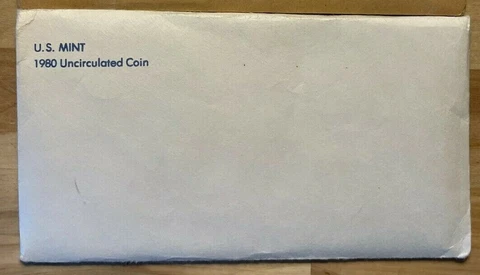 U.S. MINT
1980 Uncirculated Coin